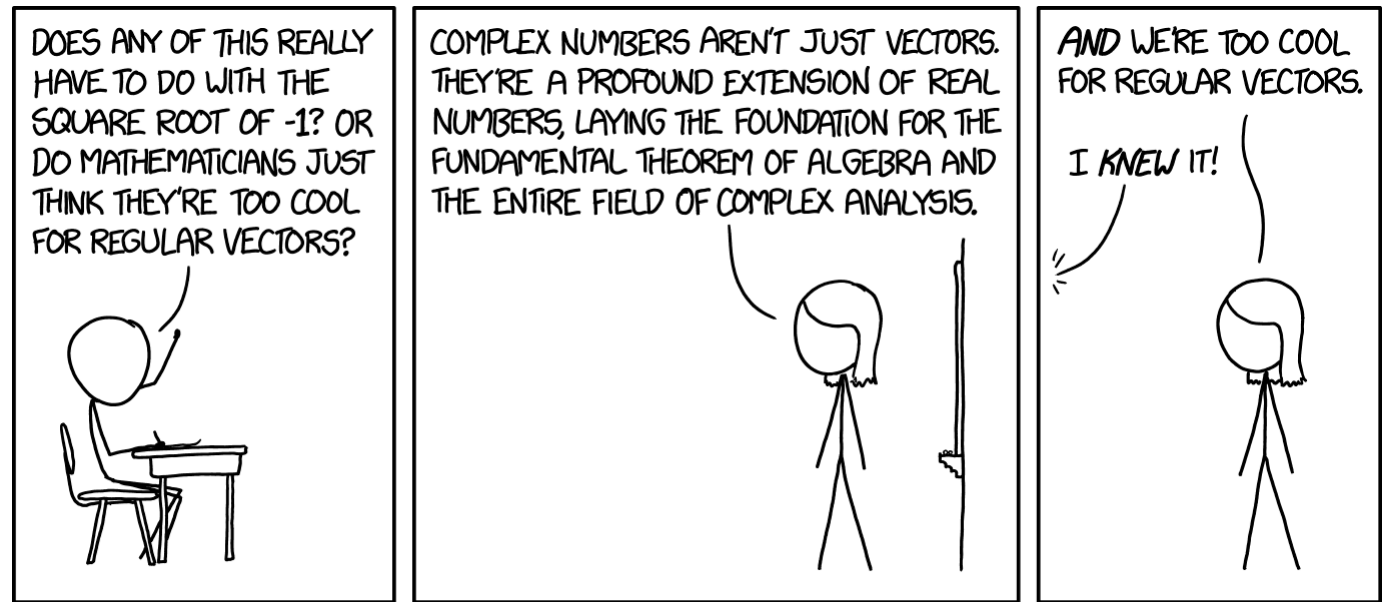 DOES ANY OF THIS REALLY
HAVE TO DO WITH THE
SQUARE ROOT OF -1? OR
DO MATHEMATICIANS JUST
THINK THEY'RE TOO COOL
FOR REGULAR VECTORS?
COMPLEX NUMBERS AREN'T JUST VECTORS.
THEY'RE A PROFOUND EXTENSION OF REAL
NUMBERS, LAYING THE FOUNDATION FOR THE
FUNDAMENTAL THEOREM OF ALGEBRA AND
THE ENTIRE FIELD OF COMPLEX ANALYSIS.
AND WE'RE TOO COOL
FOR REGULAR VECTORS.
I KNEW IT!